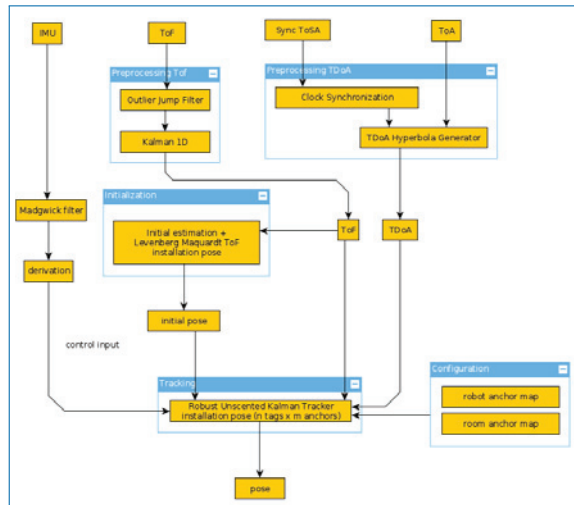 IMU
ToF
Sync ToSA
ToA
Preprocessing Tof
Preprocessing TDoA
Outlier Jump Filter
Clock Synchronization
Kalman 1D
TDoA Hyperbola Generator
Initialization
Madgwick filter
Initial estimation +
Levenberg Maquardt ToF
installation pose
ToF
TDoA
derivation
initial pose
control input
Tracking
Configuration
Robust Unscented Kalman Tracker
installation pose (n tags x m anchors)
robot anchor map
room anchor map
pose